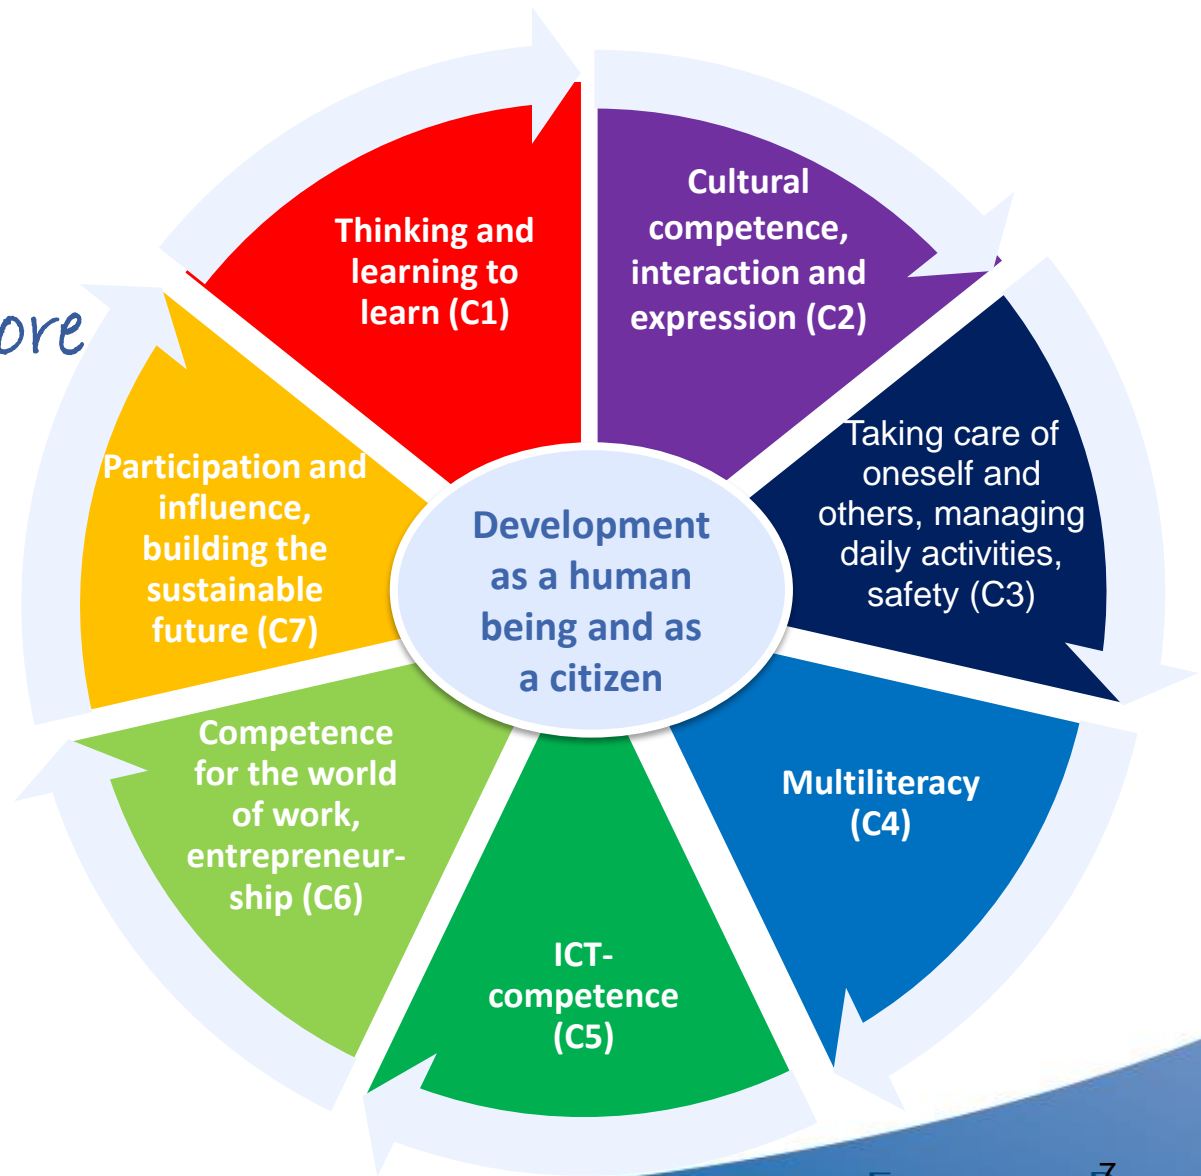 Thinking and
learning to
learn (C1)
Cultural
competence,
interaction and
expression (C2)
ore
Taking care of
oneself and
others, managing
daily activities,
safety (C3)
Participation and
influence,
building the
sustainable
future (C7)
Development
as a human
being and as
a citizen
Multiliteracy
(C4)
Competence
for the world
of work,
entrepreneur-
ship (C6)
ICT-
competence
(C5)
7